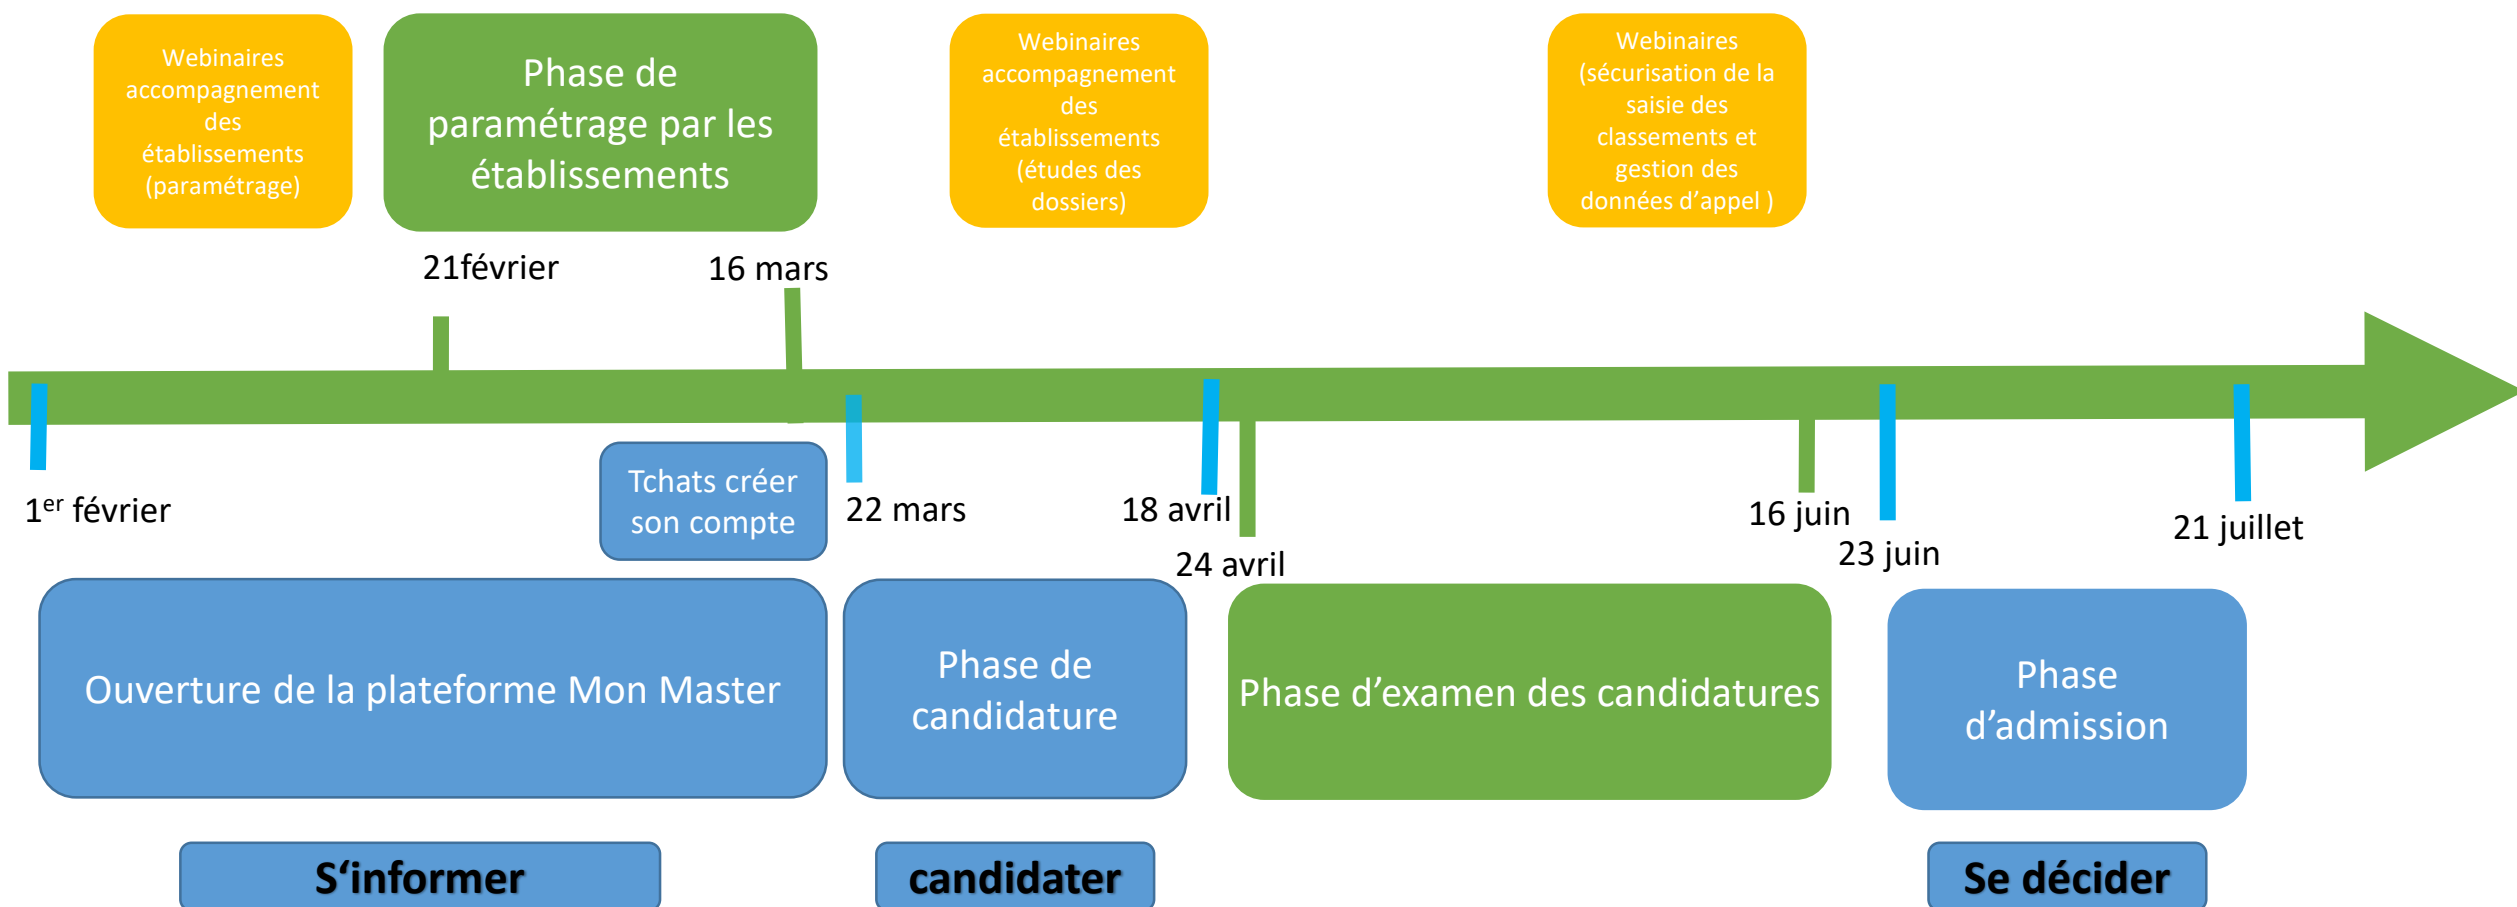 Webinaires
accompagnement
des
établissements
(paramétrage)
Phase de
paramétrage par les
établissements
Webinaires
accompagnement
des
établissements
(études des
dossiers)
Webinaires
(sécurisation de la
saisie des
classements et
gestion des
données d’appel )
21février
16 mars
1er février
Tchats créer
son compte
22 mars
18 avril
24 avril
16 juin
23 juin
21 juillet
Ouverture de la plateforme Mon Master
Phase de
candidature
Phase d’examen des candidatures
Phase
d’admission
S‘informer
candidater
Se décider